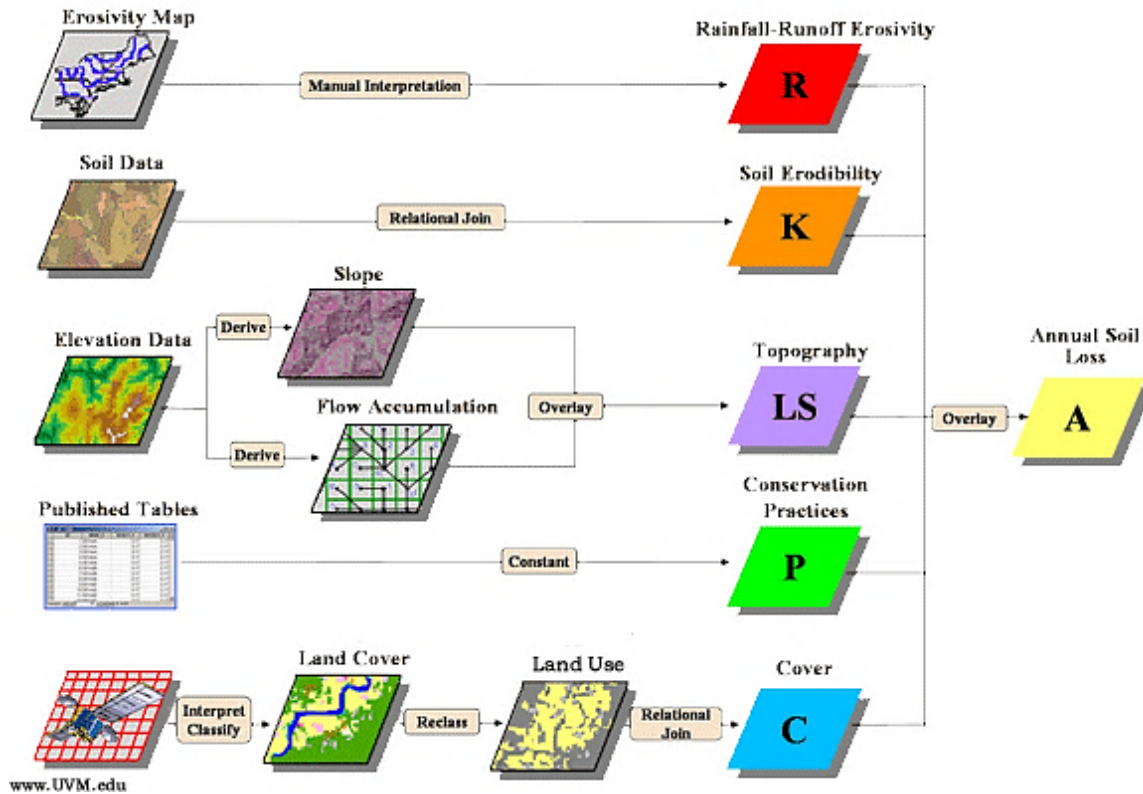 Erosivity Map
Rainfall-Runoff Erosivity
Manual Interpretation
R
Soil Data
Soil Erodibility
Relational Join
K
Slope
Elevation Data
Derive
Topography
Annual Soil
Loss
Flow Accumulation
Overlay
LS
Overlay
A
Derive
Published Tables
Conservation
Practices
Constant
P
Land Cover
Land Use
Cover
Interpret
Classify
Reclass
Relational
Join
C
www.UVM.edu